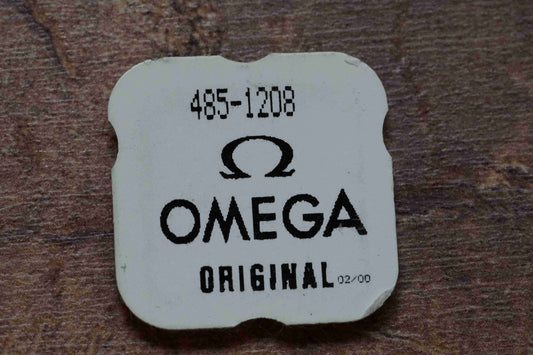 485-1208
Ω
OMEGA
ORIGINAL 02/00